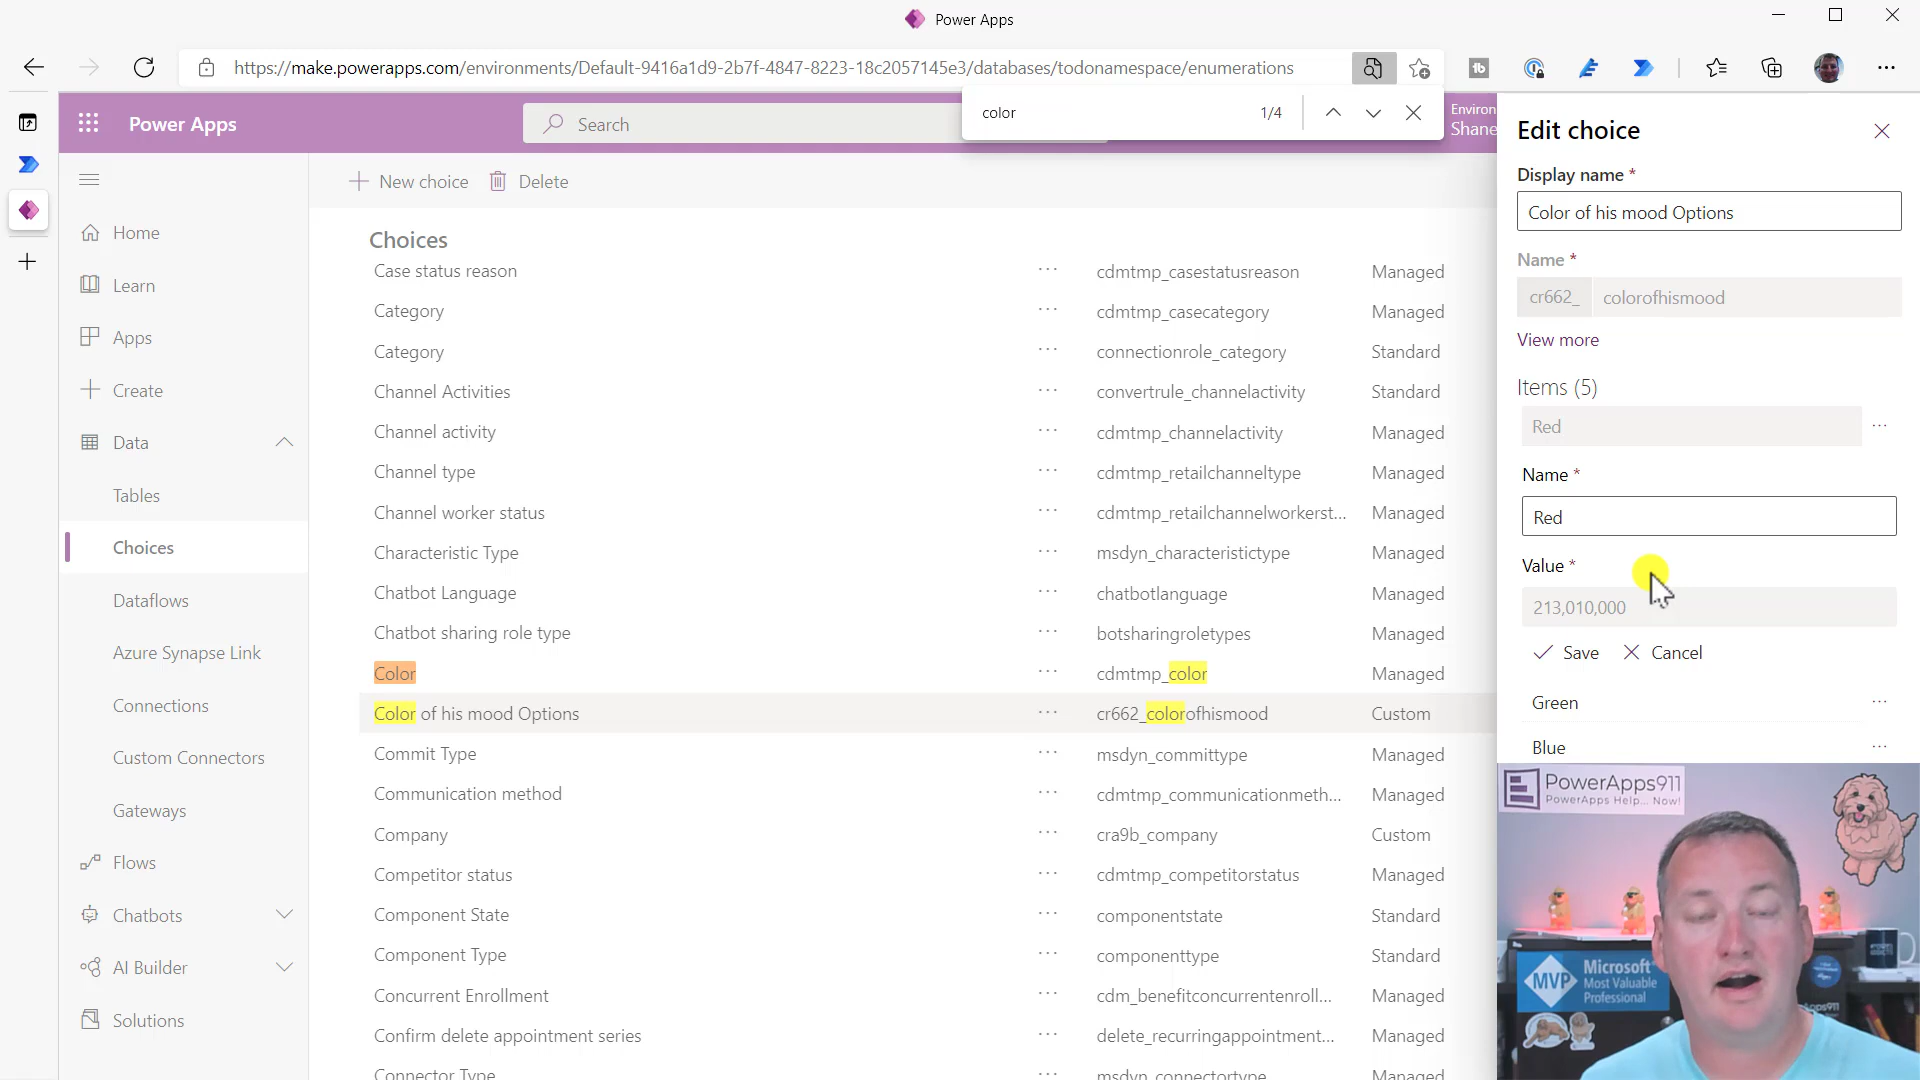 Power Apps
https://make.powerapps.com/environments/Default-9416a1d9-2b7f-4847-8223-18c2057145e3/databases/todonamespace/enumerations
color 1/4
Power Apps
Search
Environ
Shane
New choice Delete
Home
Learn
Apps
Create
Data
Tables
Choices
Dataflows
Azure Synapse Link
Connections
Custom Connectors
Gateways
Flows
Chatbots
AI Builder
Solutions
Choices
Case status reason ... cdmtmp_casestatusreason Managed
Category ... cdmtmp_casecategory Managed
Category ... connectionrole_category Standard
Channel Activities ... convertrule_channelactivity Standard
Channel activity ... cdmtmp_channelactivity Managed
Channel type ... cdmtmp_retailchanneltype Managed
Channel worker status ... cdmtmp_retailchannelworkerst... Managed
Characteristic Type ... msdyn_characteristictype Managed
Chatbot Language ... chatbotlanguage Managed
Chatbot sharing role type ... botsharingroletypes Managed
Color ... cdmtmp_color Managed
Color of his mood Options ... cr662_colorofhismood Custom
Commit Type ... msdyn_committype Managed
Communication method ... cdmtmp_communicationmeth... Managed
Company ... cra9b_company Custom
Competitor status ... cdmtmp_competitorstatus Managed
Component State ... componentstate Standard
Component Type ... componenttype Standard
Concurrent Enrollment ... cdm_benefitconcurrentenroll... Managed
Confirm delete appointment series ... delete_recurringappointment... Managed
Connector Type ... msdyn_connectortype Managed
Edit choice
Display name *
Color of his mood Options
Name *
cr662_ colorofhismood
View more
Items (5)
Red ...
Name *
Red
Value *
213,010,000
Save Cancel
Green ...
Blue ...
PowerApps911
PowerApps Help... Now!
MVP
Microsoft
Most Valuable
Professional